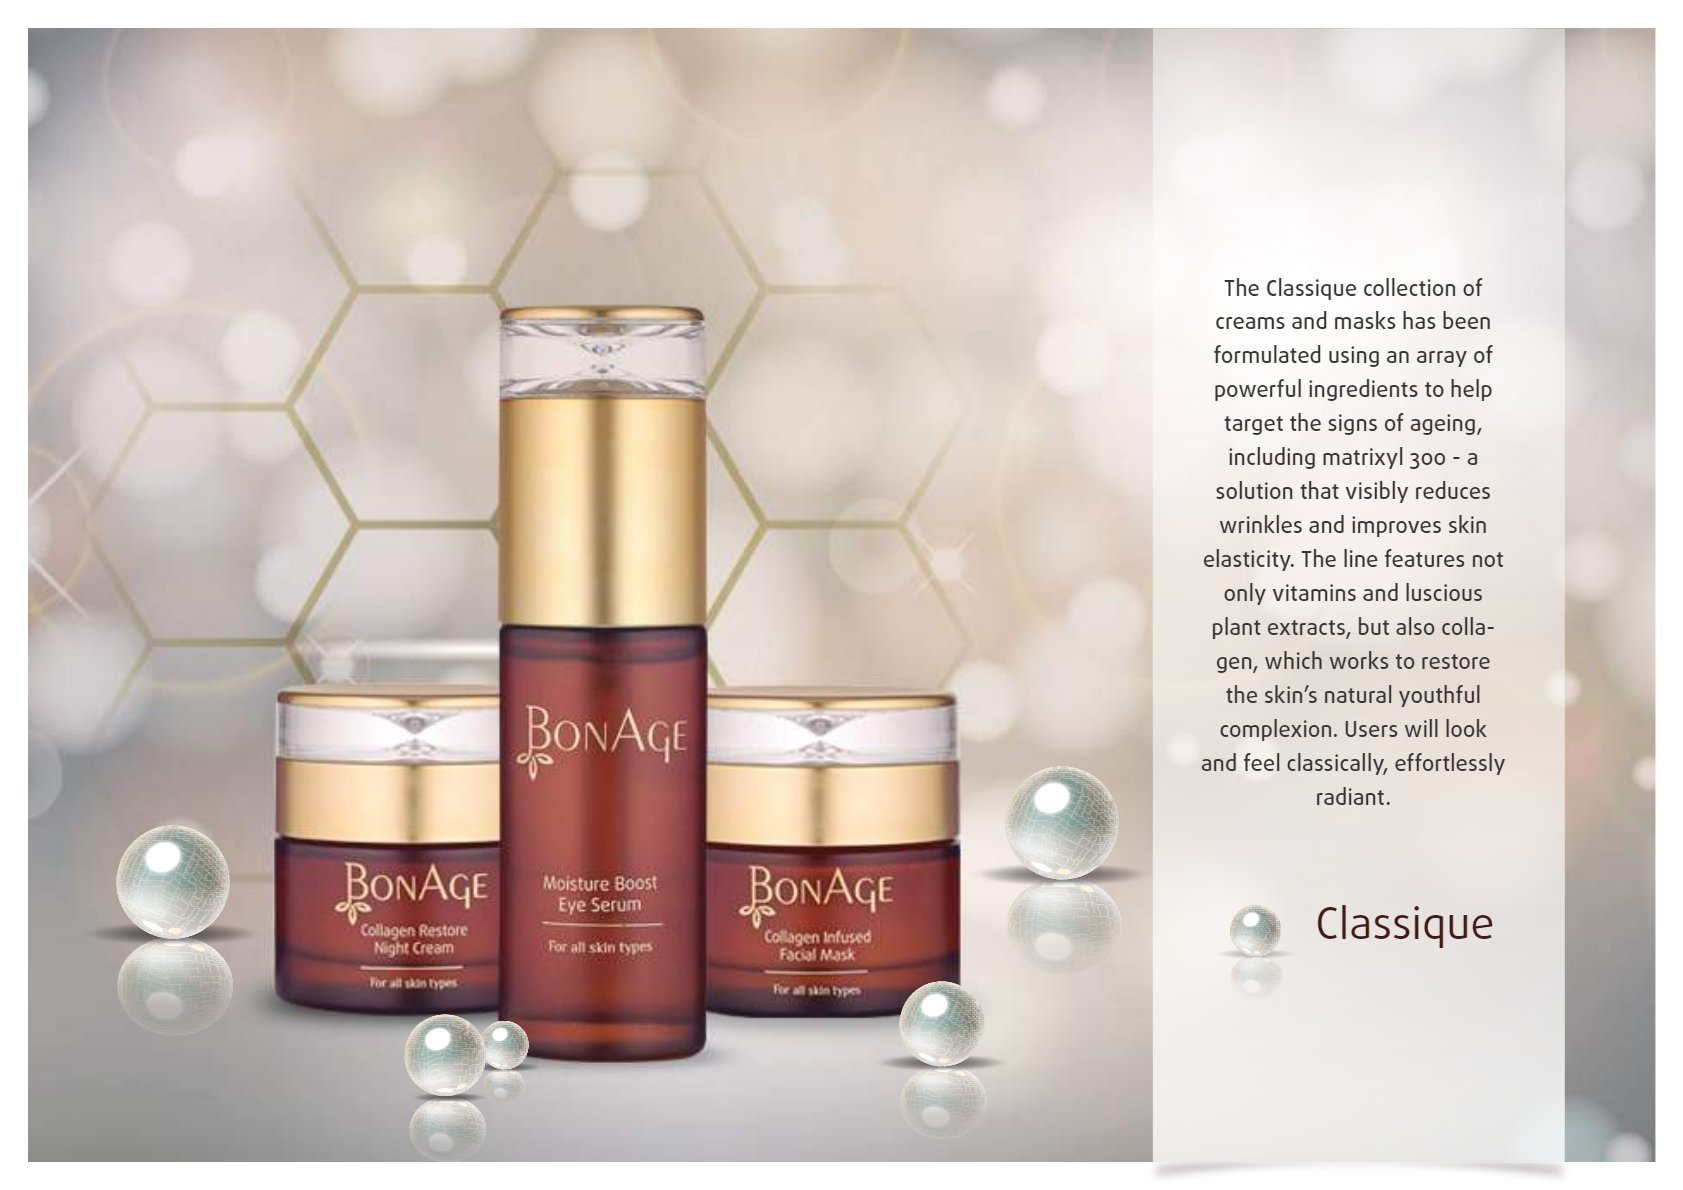 The Classique collection of
creams and masks has been
formulated using an array of
powerful ingredients to help
target the signs of ageing,
including matrixyl 300 - a
solution that visibly reduces
wrinkles and improves skin
elasticity. The line features not
only vitamins and luscious
plant extracts, but also colla-
gen, which works to restore
the skin’s natural youthful
complexion. Users will look
and feel classically, effortlessly
radiant.
Classique
BONAGE
Collagen Restore
Night Cream
For all skin types
BONAGE
Moisture Boost
Eye Serum
For all skin types
BONAGE
Collagen Infused
Facial Mask
For all skin types